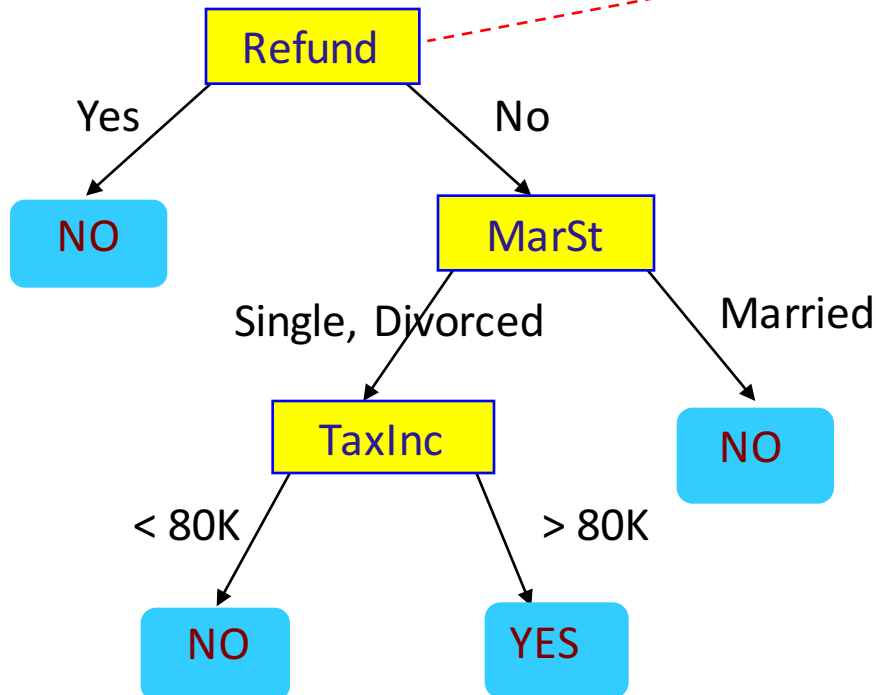 Refund
Yes
No
NO
MarSt
Single, Divorced
Married
TaxInc
NO
< 80K
> 80K
NO
YES